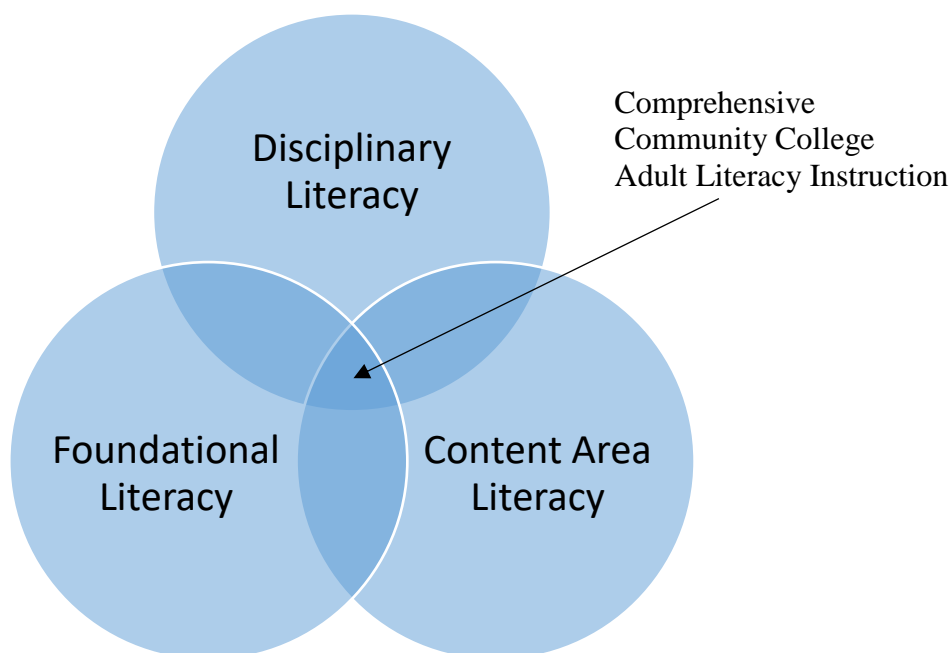 Comprehensive
Community College
Adult Literacy Instruction
Disciplinary
Literacy
Foundational
Literacy
Content Area
Literacy